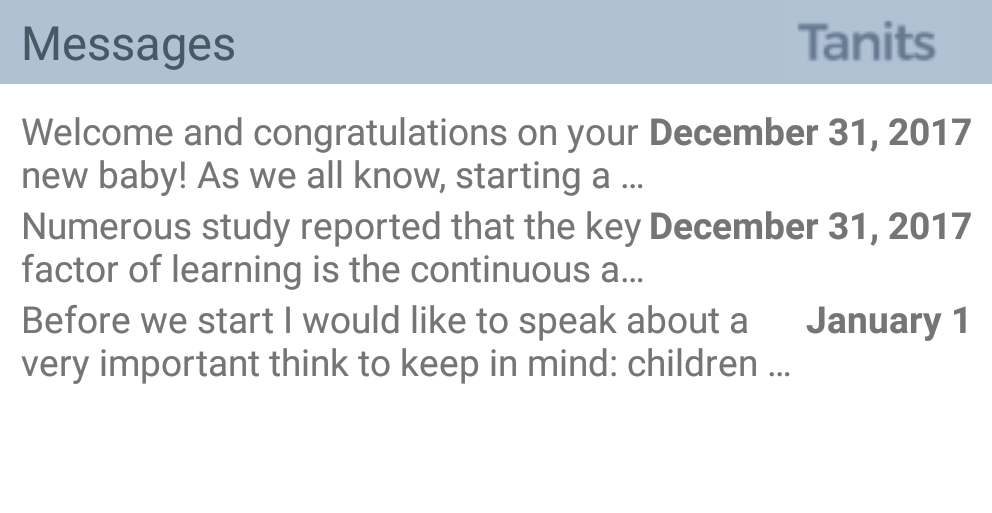 Messages Tanits
Welcome and congratulations on your December 31, 2017
new baby! As we all know, starting a ...
Numerous study reported that the key December 31, 2017
factor of learning is the continuous a...
Before we start I would like to speak about a January 1
very important think to keep in mind: children ...